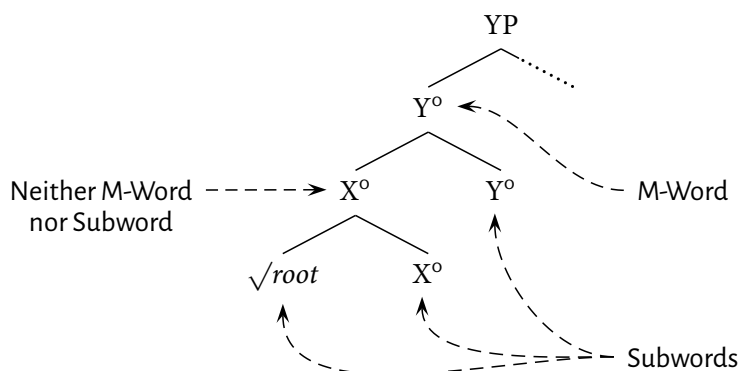 YP
Y°
Neither M-Word
nor Subword
X°
Y°
M-Word
√root
X°
Subwords